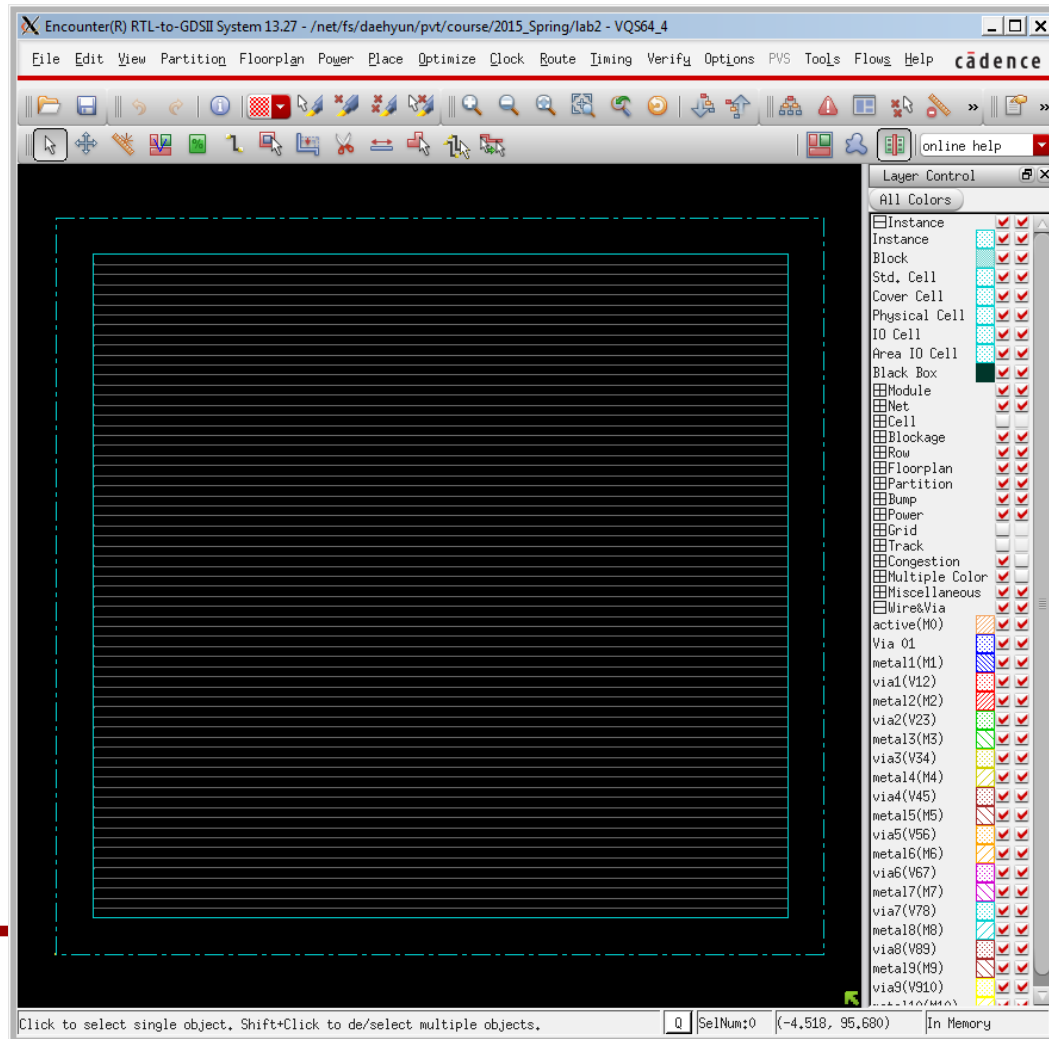 Encounter(R) RTL-to-GDSII System 13.27 - /net/fs/daehyun/pvt/course/2015_Spring/lab2 - VQS64_4
File Edit View Partition Floorplan Power Place Optimize Clock Route Timing Verify Options PVS Tools Flows Help cādence
online help
Layer Control
All Colors
Instance
Instance
Block
Std. Cell
Cover Cell
Physical Cell
IO Cell
Area IO Cell
Black Box
Module
Net
Cell
Blockage
Row
Floorplan
Partition
Bump
Power
Grid
Track
Congestion
Multiple Color
Miscellaneous
Wire&Via
active(M0)
Via 01
metal1(M1)
via1(V12)
metal2(M2)
via2(V23)
metal3(M3)
via3(V34)
metal4(M4)
via4(V45)
metal5(M5)
via5(V56)
metal6(M6)
via6(V67)
metal7(M7)
via7(V78)
metal8(M8)
via8(V89)
metal9(M9)
via9(V910)
Click to select single object. Shift+Click to de/select multiple objects. Q SelNum:0 (-4.518, 95.680) In Memory